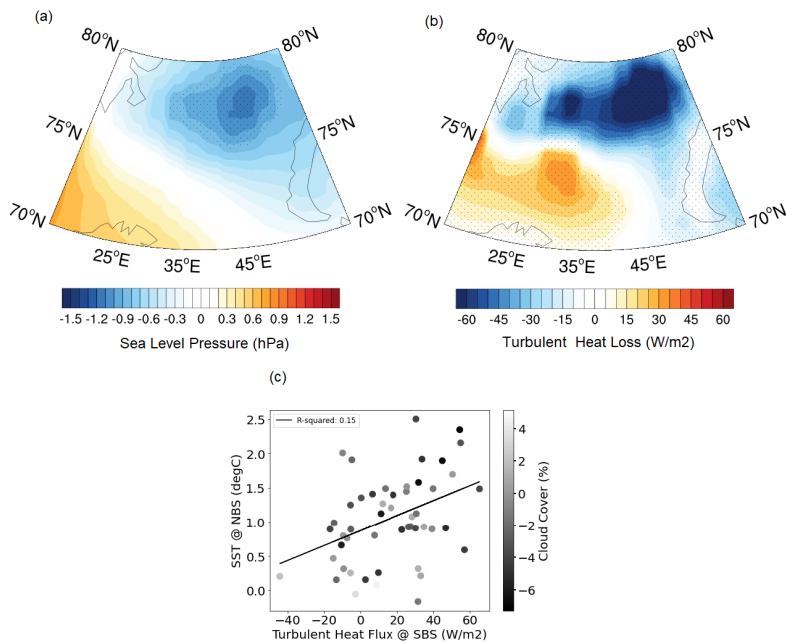 (a)
80°N
80°N
75°N
75°N
70°N
70°N
25°E
35°E
45°E
-1.5 -1.2 -0.9 -0.6 -0.3 0 0.3 0.6 0.9 1.2 1.5
Sea Level Pressure (hPa)
(b)
80°N
80°N
75°N
75°N
70°N
70°N
25°E
35°E
45°E
-60 -45 -30 -15 0 15 30 45 60
Turbulent Heat Loss (W/m2)
(c)
R-squared: 0.15
SST @ NBS (degC)
2.5
2.0
1.5
1.0
0.5
0.0
−40 −20 0 20 40 60
Turbulent Heat Flux @ SBS (W/m2)
4
2
0
−2
−4
−6
Cloud Cover (%)